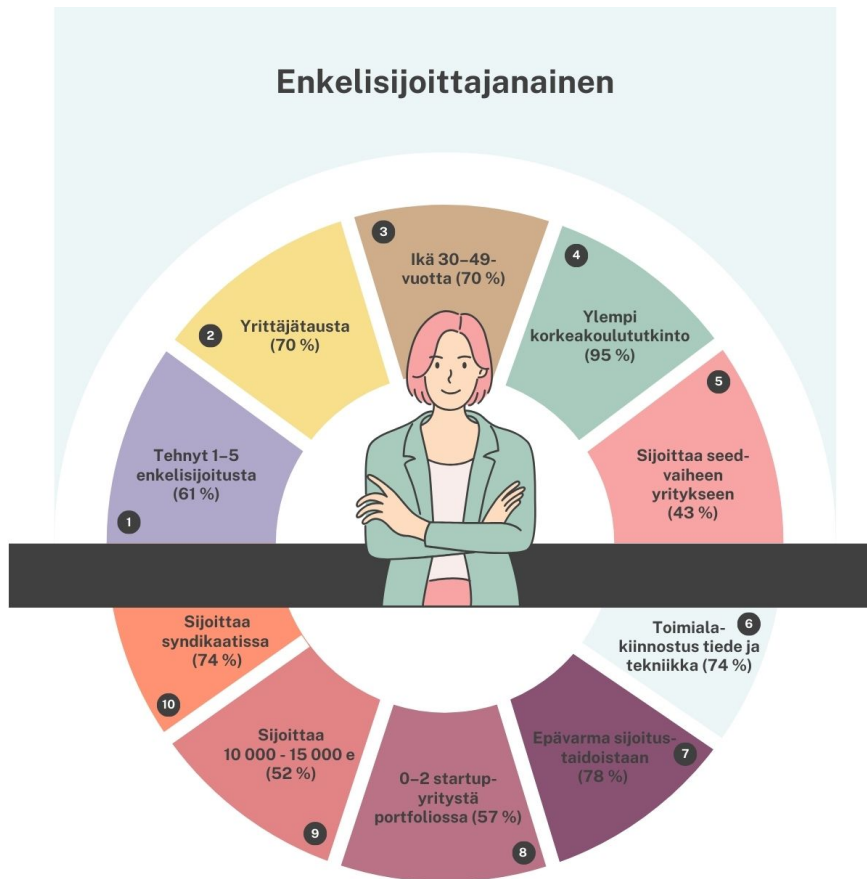 Enkelisijoittajanainen
1
Tehnyt 1–5
enkelisijoitusta
(61 %)
2
Yrittäjätausta
(70 %)
3
Ikä 30–49-
vuotta (70 %)
4
Ylempi
korkeakoulututkinto
(95 %)
5
Sijoittaa seed-
vaiheen
yritykseen
(43 %)
6
Toimiala-
kiinnostus tiede ja
tekniikka (74 %)
7
Epävarma sijoitus-
taidoistaan
(78 %)
8
0–2 startup-
yritystä
portfoliossa (57 %)
9
Sijoittaa
10 000 - 15 000 e
(52 %)
10
Sijoittaa
syndikaatissa
(74 %)